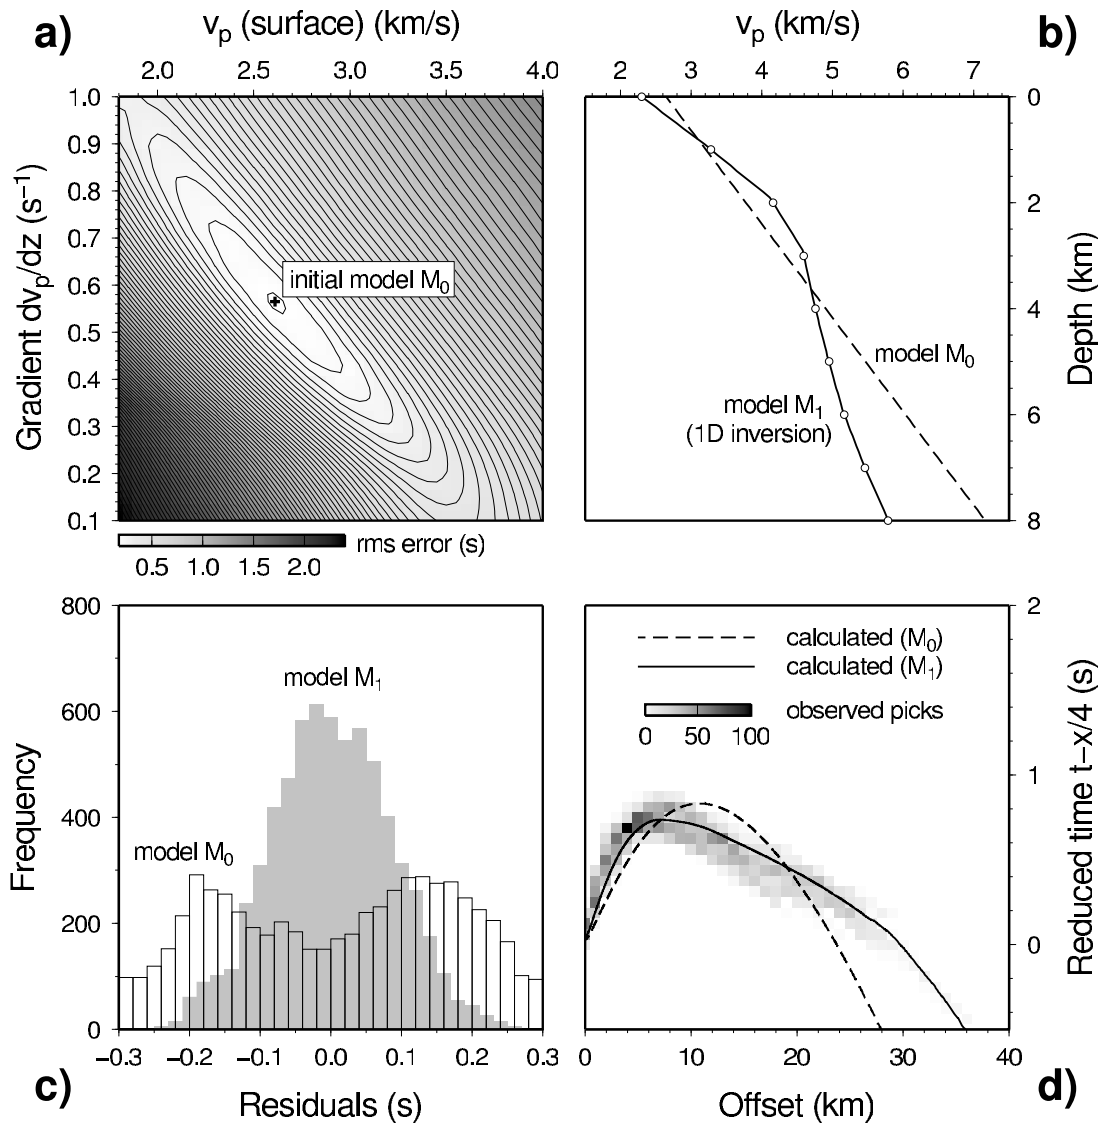 a)
v_p (surface) (km/s)
2.0 2.5 3.0 3.5 4.0
Gradient dv_p/dz (s⁻¹)
1.0
0.9
0.8
0.7
0.6
0.5
0.4
0.3
0.2
0.1
initial model M₀
rms error (s)
0.5 1.0 1.5 2.0
b)
v_p (km/s)
2 3 4 5 6 7
0
2
4
6
8
Depth (km)
model M₀
model M₁
(1D inversion)
c)
Frequency
800
600
400
200
0
model M₁
model M₀
−0.3 −0.2 −0.1 0.0 0.1 0.2 0.3
Residuals (s)
d)
calculated (M₀)
calculated (M₁)
observed picks
0 50 100
2
1
0
Reduced time t−x/4 (s)
0 10 20 30 40
Offset (km)